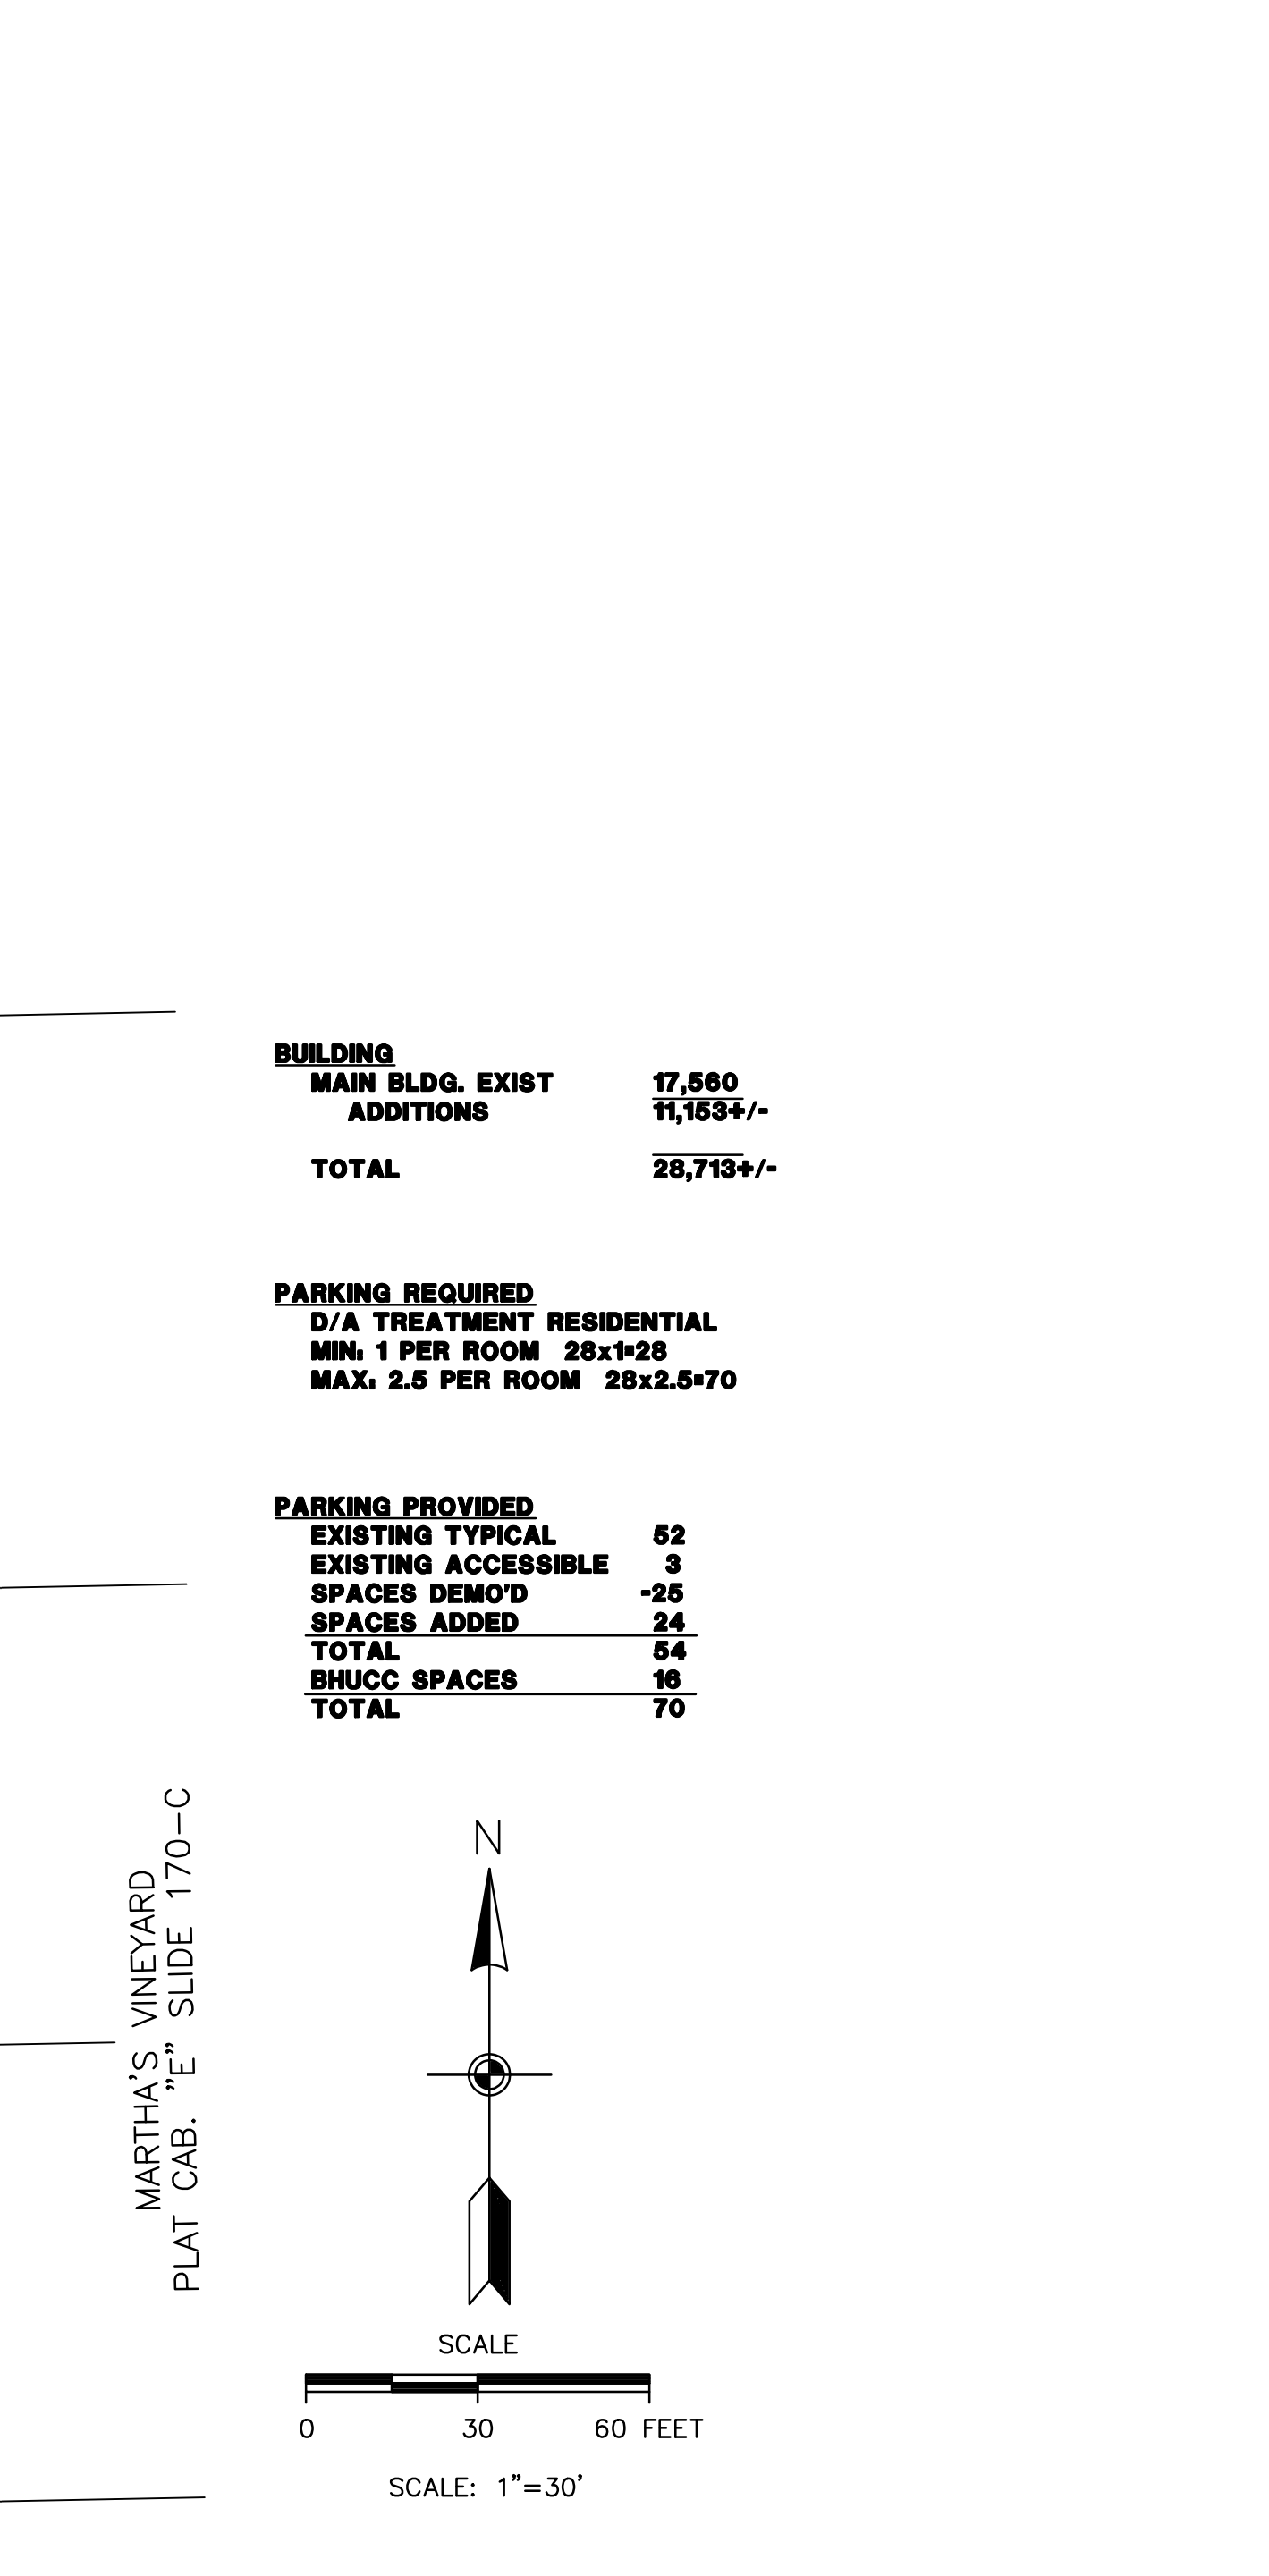 BUILDING
MAIN BLDG. EXIST 17,560
ADDITIONS 11,153+/-
TOTAL 28,713+/-
PARKING REQUIRED
D/A TREATMENT RESIDENTIAL
MIN: 1 PER ROOM 28x1=28
MAX: 2.5 PER ROOM 28x2.5=70
PARKING PROVIDED
EXISTING TYPICAL 52
EXISTING ACCESSIBLE 3
SPACES DEMO'D -25
SPACES ADDED 24
TOTAL 54
BHUCC SPACES 16
TOTAL 70
MARTHA'S VINEYARD
PLAT CAB. "E" SLIDE 170-C
N
SCALE
0 30 60 FEET
SCALE: 1"=30'